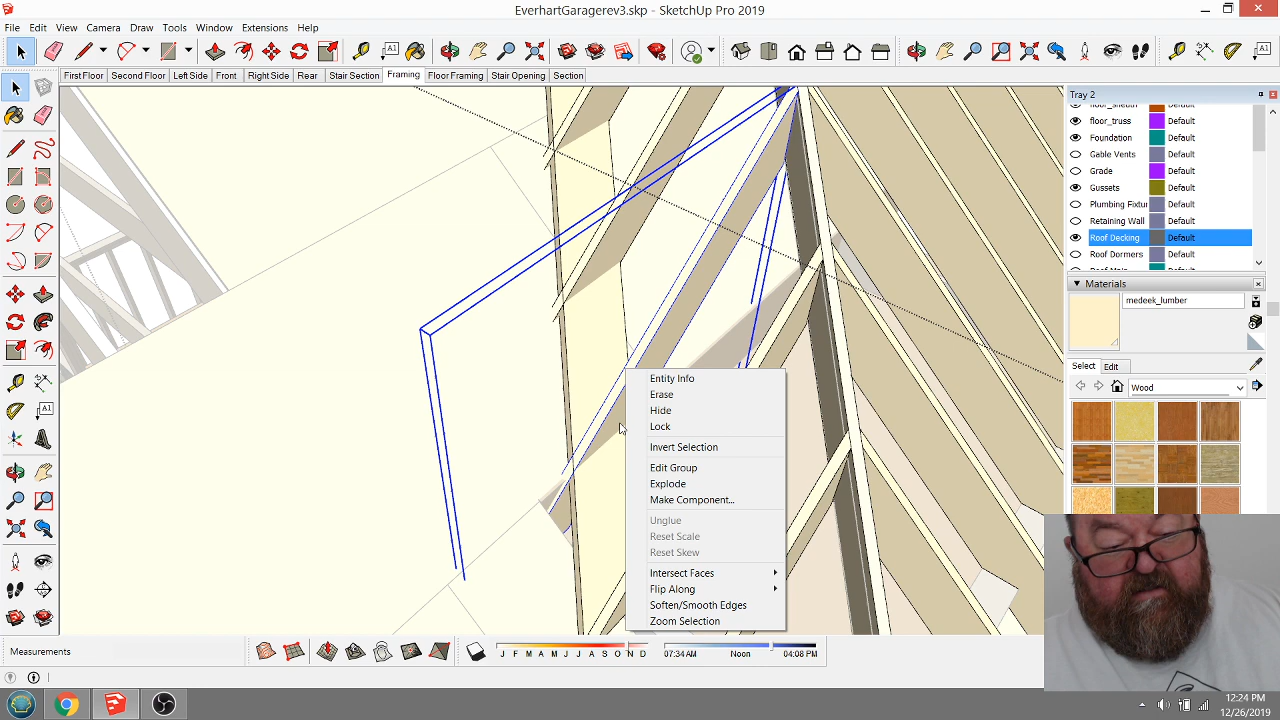 EverhartGaragerev3.skp - SketchUp Pro 2019
File Edit View Camera Draw Tools Window Extensions Help
First Floor Second Floor Left Side Front Right Side Rear Stair Section Framing Floor Framing Stair Opening Section
Tray 2
floor_sheath Default
floor_truss Default
Foundation Default
Gable Vents Default
Grade Default
Gussets Default
Plumbing Fixtur Default
Retaining Wall Default
Roof Decking Default
Roof Dormers Default
Roof Main Default
Materials
medeek_lumber
Select Edit
Wood
Entity Info
Erase
Hide
Lock
Invert Selection
Edit Group
Explode
Make Component...
Unglue
Reset Scale
Reset Skew
Intersect Faces
Flip Along
Soften/Smooth Edges
Zoom Selection
Measurements
J F M A M J J A S O N D
07:34 AM Noon 04:08 PM
12:24 PM
12/26/2019